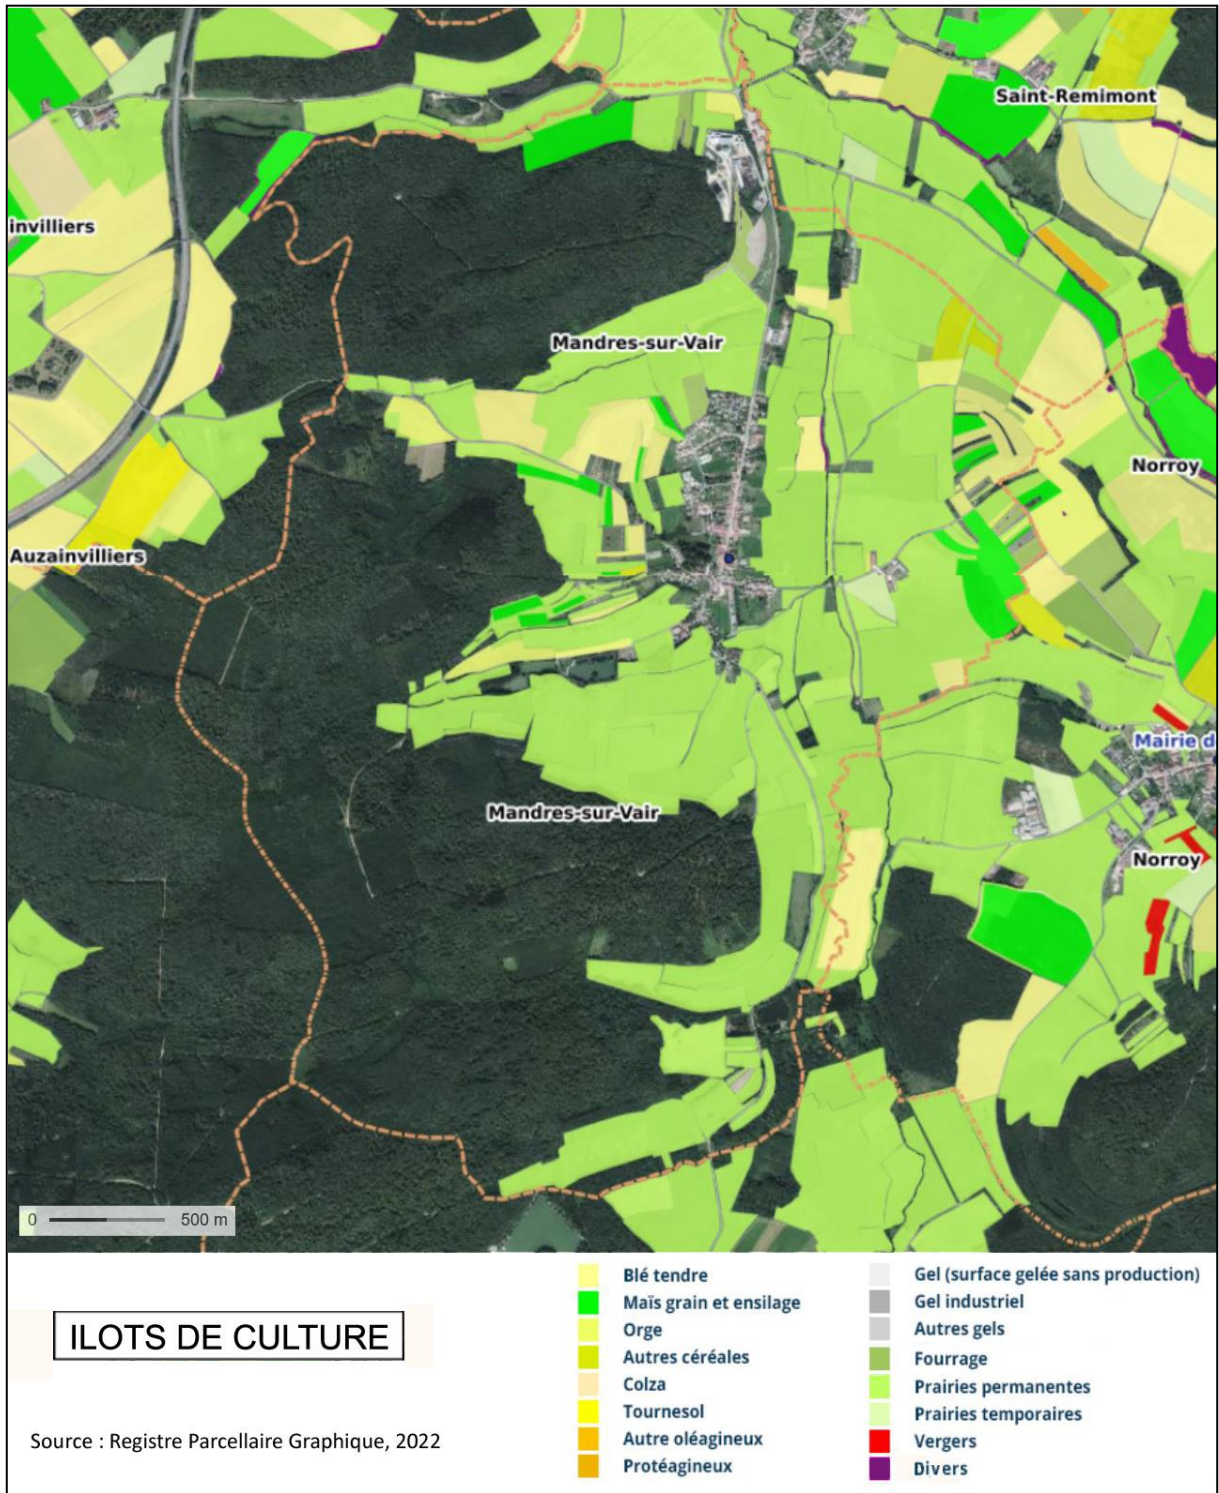 Saint-Remimont
invilliers
Mandres-sur-Vair
Norroy
Auzainvilliers
Mairie d
Mandres-sur-Vair
Norroy
0 500 m
ILOTS DE CULTURE
Source : Registre Parcellaire Graphique, 2022
Blé tendre
Maïs grain et ensilage
Orge
Autres céréales
Colza
Tournesol
Autre oléagineux
Protéagineux
Gel (surface gelée sans production)
Gel industriel
Autres gels
Fourrage
Prairies permanentes
Prairies temporaires
Vergers
Divers